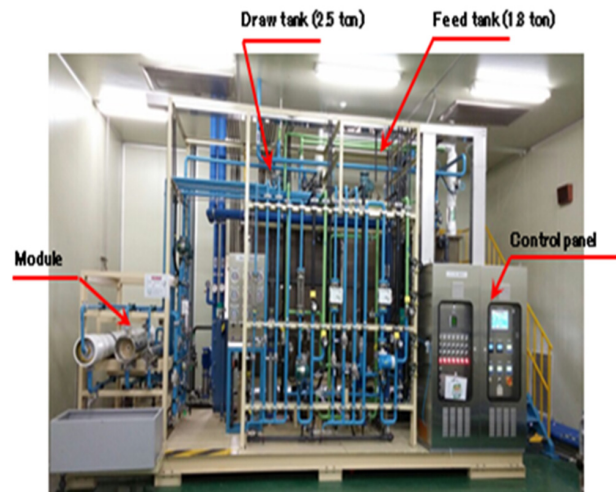 Draw tank (2.5 ton)
Feed tank (1.8 ton)
Control panel
Module